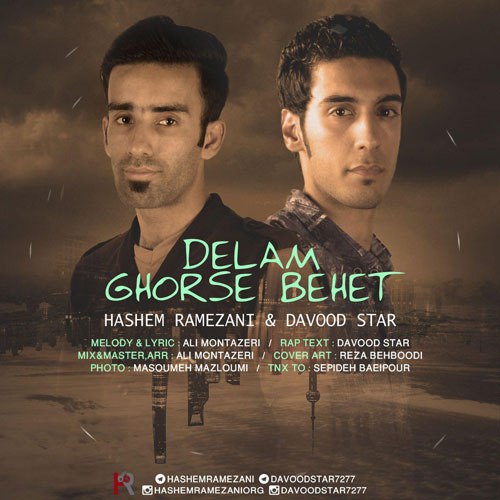 DELAM
GHORSE BEHET
HASHEM RAMEZANI & DAVOOD STAR
MELODY & LYRIC : ALI MONTAZERI / RAP TEXT : DAVOOD STAR
MIX&MASTER,ARR : ALI MONTAZERI / COVER ART : REZA BEHBOODI
PHOTO : MASOUMEH MAZLOUMI / TNX TO : SEPIDEH BAEIPOUR
HASHEMRAMEZANI DAVOODSTAR7277
HASHEMRAMEZANIORG DAVOODSTAR7277